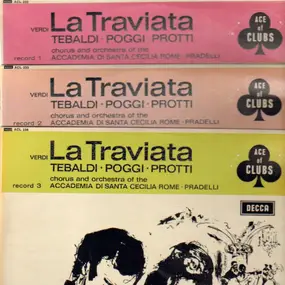 VERDI La Traviata
TEBALDI · POGGI · PROTTI
chorus and orchestra of the
record 1 ACCADEMIA DI SANTA CECILIA ROME · PRADELLI
ACE
of
CLUBS
VERDI La Traviata
TEBALDI · POGGI · PROTTI
chorus and orchestra of the
record 2 ACCADEMIA DI SANTA CECILIA ROME · PRADELLI
ACE
of
CLUBS
VERDI La Traviata
TEBALDI · POGGI · PROTTI
chorus and orchestra of the
record 3 ACCADEMIA DI SANTA CECILIA ROME · PRADELLI
ACE
of
CLUBS
DECCA